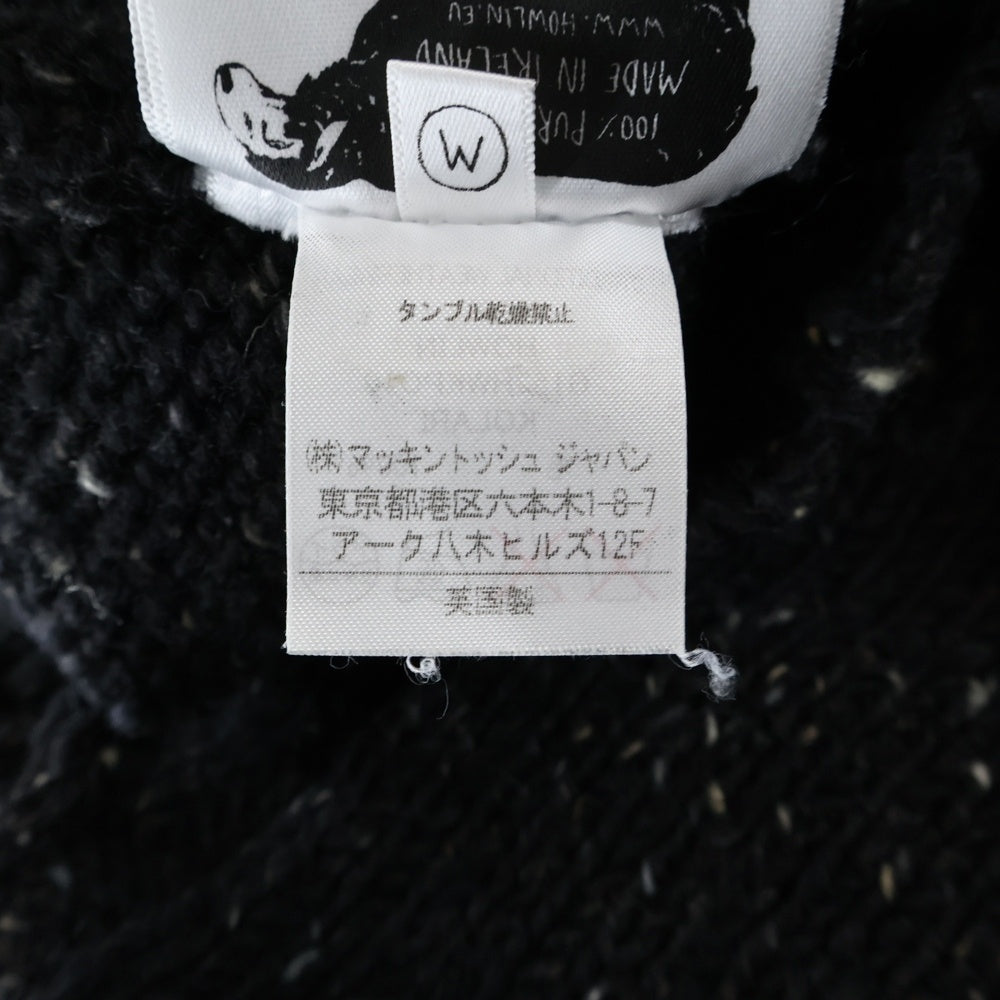 WWW.HOWLIN.EU
MADE IN IRELAND
100% PUR
W
タンブル乾燥禁止
(株)マッキントッシュ ジャパン
東京都港区六本木1-8-7
アーク八木ヒルズ12F
英国製